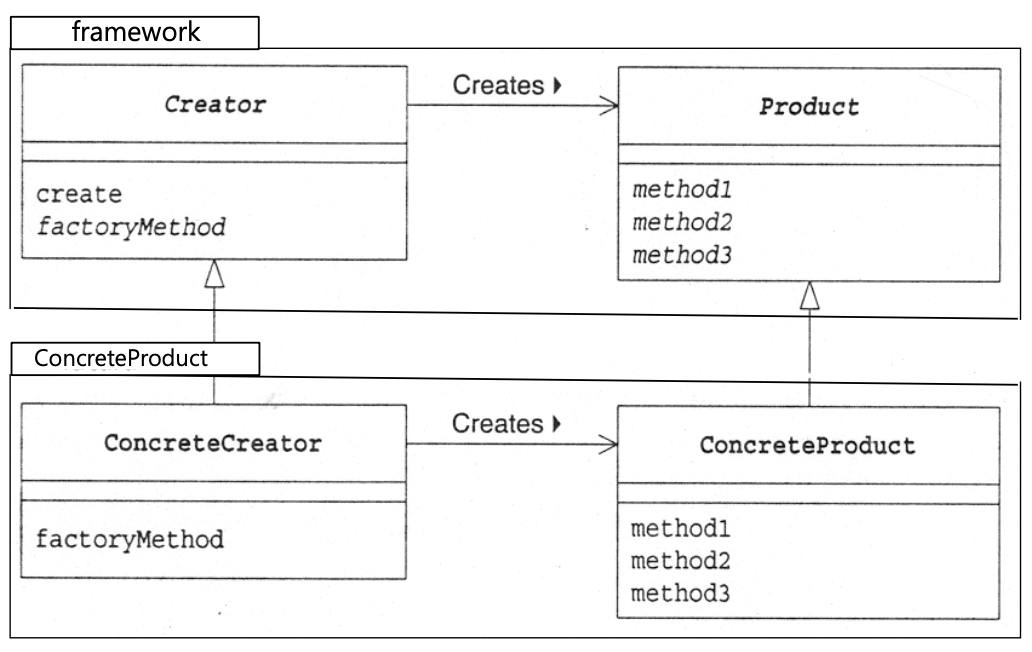 framework
Creator
Creates
Product
create
factoryMethod
method1
method2
method3
ConcreteProduct
ConcreteCreator
Creates
ConcreteProduct
factoryMethod
method1
method2
method3